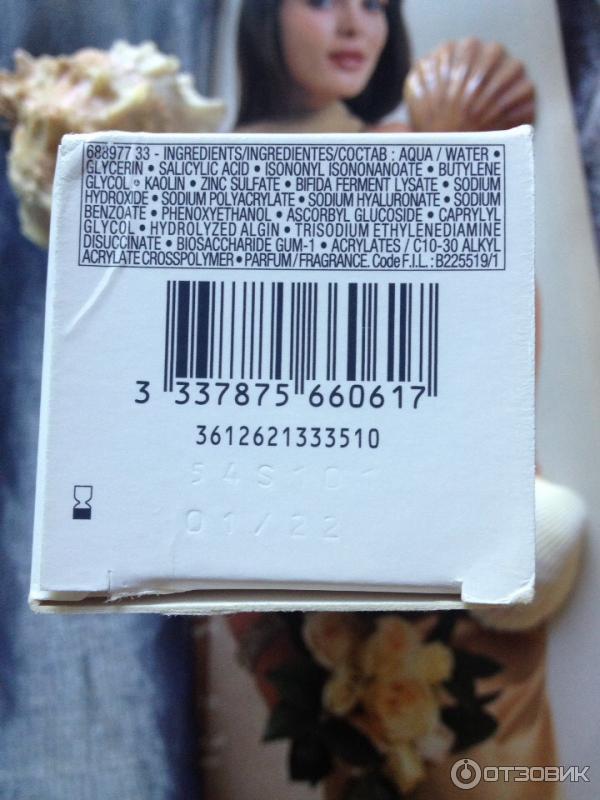 688977 33 - INGREDIENTS/INGREDIENTES/СОСТАВ : AQUA / WATER •
GLYCERIN • SALICYLIC ACID • ISONONYL ISONONANOATE • BUTYLENE
GLYCOL • KAOLIN • ZINC SULFATE • BIFIDA FERMENT LYSATE • SODIUM
HYDROXIDE • SODIUM POLYACRYLATE • SODIUM HYALURONATE • SODIUM
BENZOATE • PHENOXYETHANOL • ASCORBYL GLUCOSIDE • CAPRYLYL
GLYCOL • HYDROLYZED ALGIN • TRISODIUM ETHYLENEDIAMINE
DISUCCINATE • BIOSACCHARIDE GUM-1 • ACRYLATES / C10-30 ALKYL
ACRYLATE CROSSPOLYMER • PARFUM / FRAGRANCE. Code F.I.L. : B225519/1
3 337875 660617
3612621333510
54S101
01/22
ОТЗОВИК